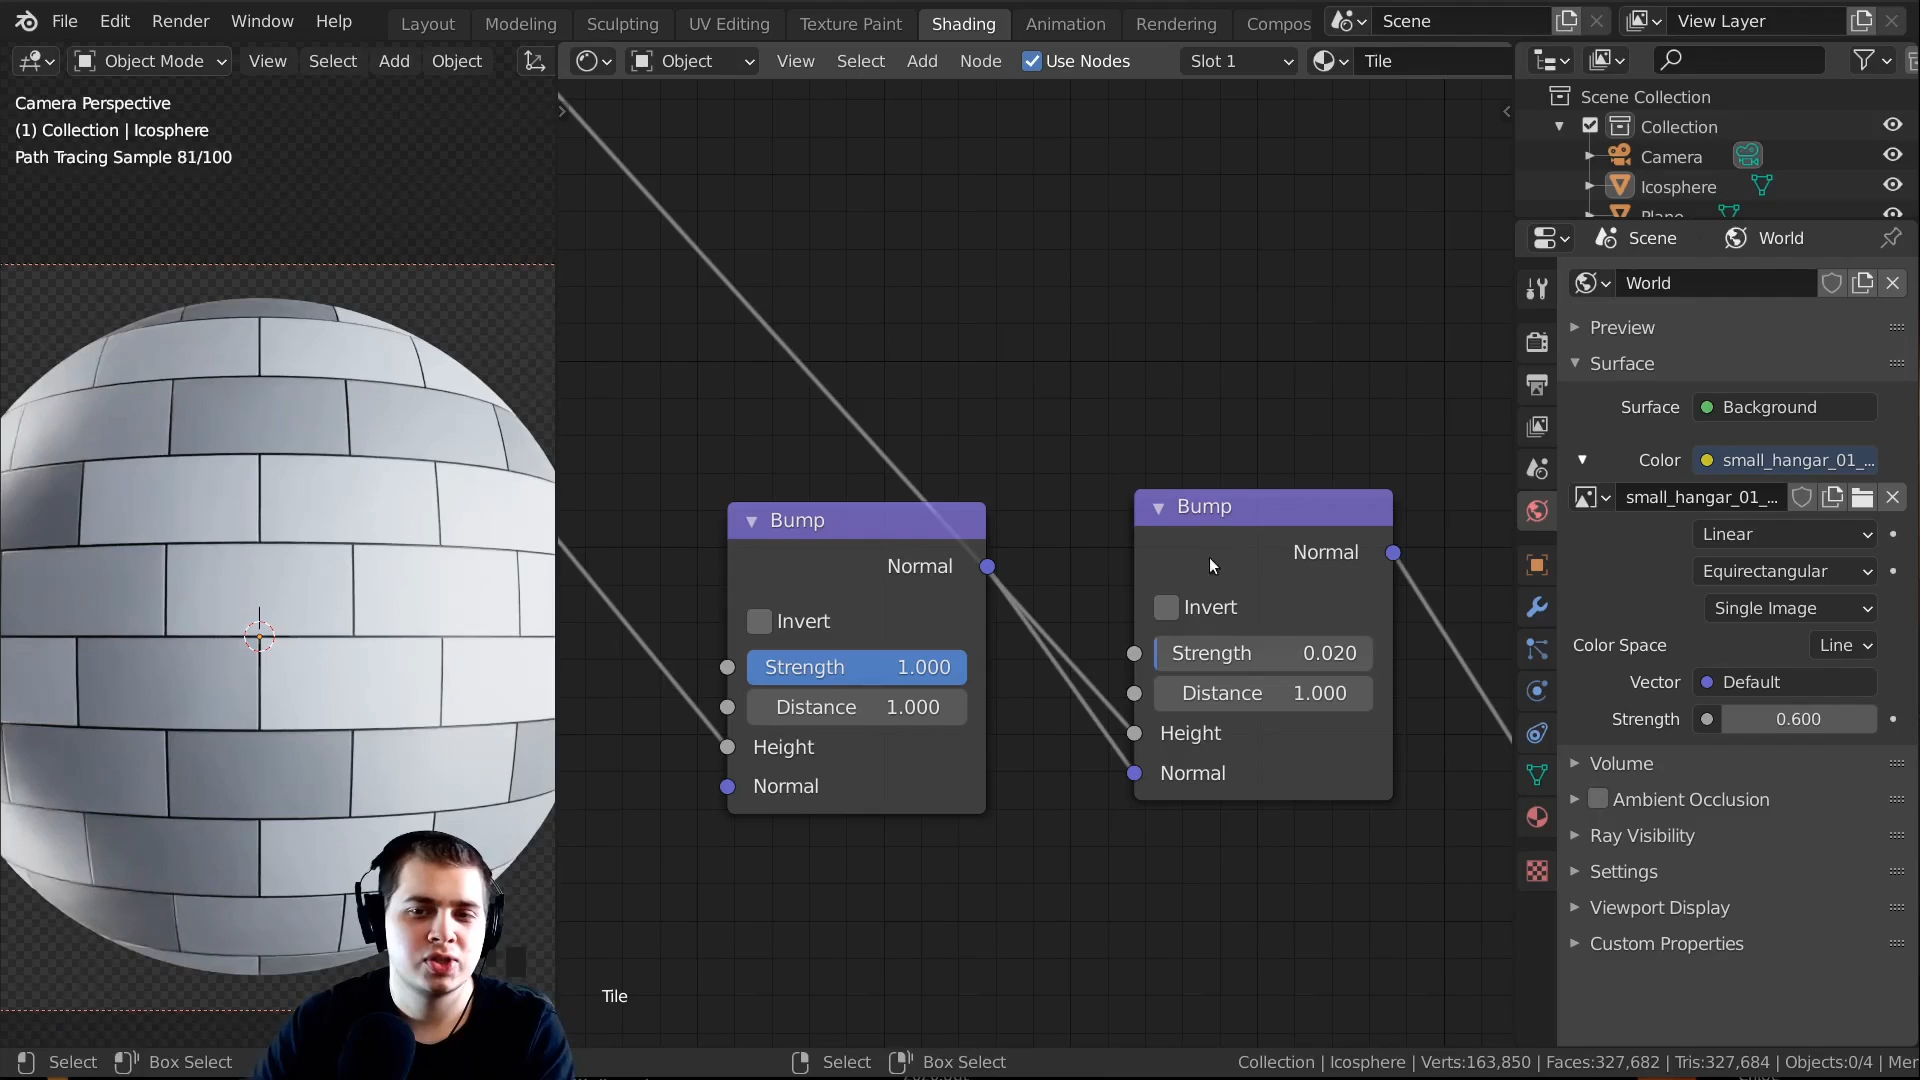 File Edit Render Window Help Layout Modeling Sculpting UV Editing Texture Paint Shading Animation Rendering Compos Scene View Layer
Object Mode View Select Add Object Object View Select Add Node Use Nodes Slot 1 Tile
Camera Perspective
(1) Collection | Icosphere
Path Tracing Sample 81/100
Scene Collection
Collection
Camera
Icosphere
Plane
Scene World
World
Preview
Surface
Surface Background
Color small_hangar_01_...
small_hangar_01_...
Linear
Equirectangular
Single Image
Color Space Line
Vector Default
Strength 0.600
Volume
Ambient Occlusion
Ray Visibility
Settings
Viewport Display
Custom Properties
Bump
Normal
Invert
Strength 1.000
Distance 1.000
Height
Normal
Bump
Normal
Invert
Strength 0.020
Distance 1.000
Height
Normal
Tile
Select Box Select Select Box Select Collection | Icosphere | Verts:163,850 | Faces:327,682 | Tris:327,684 | Objects:0/4 | Mer